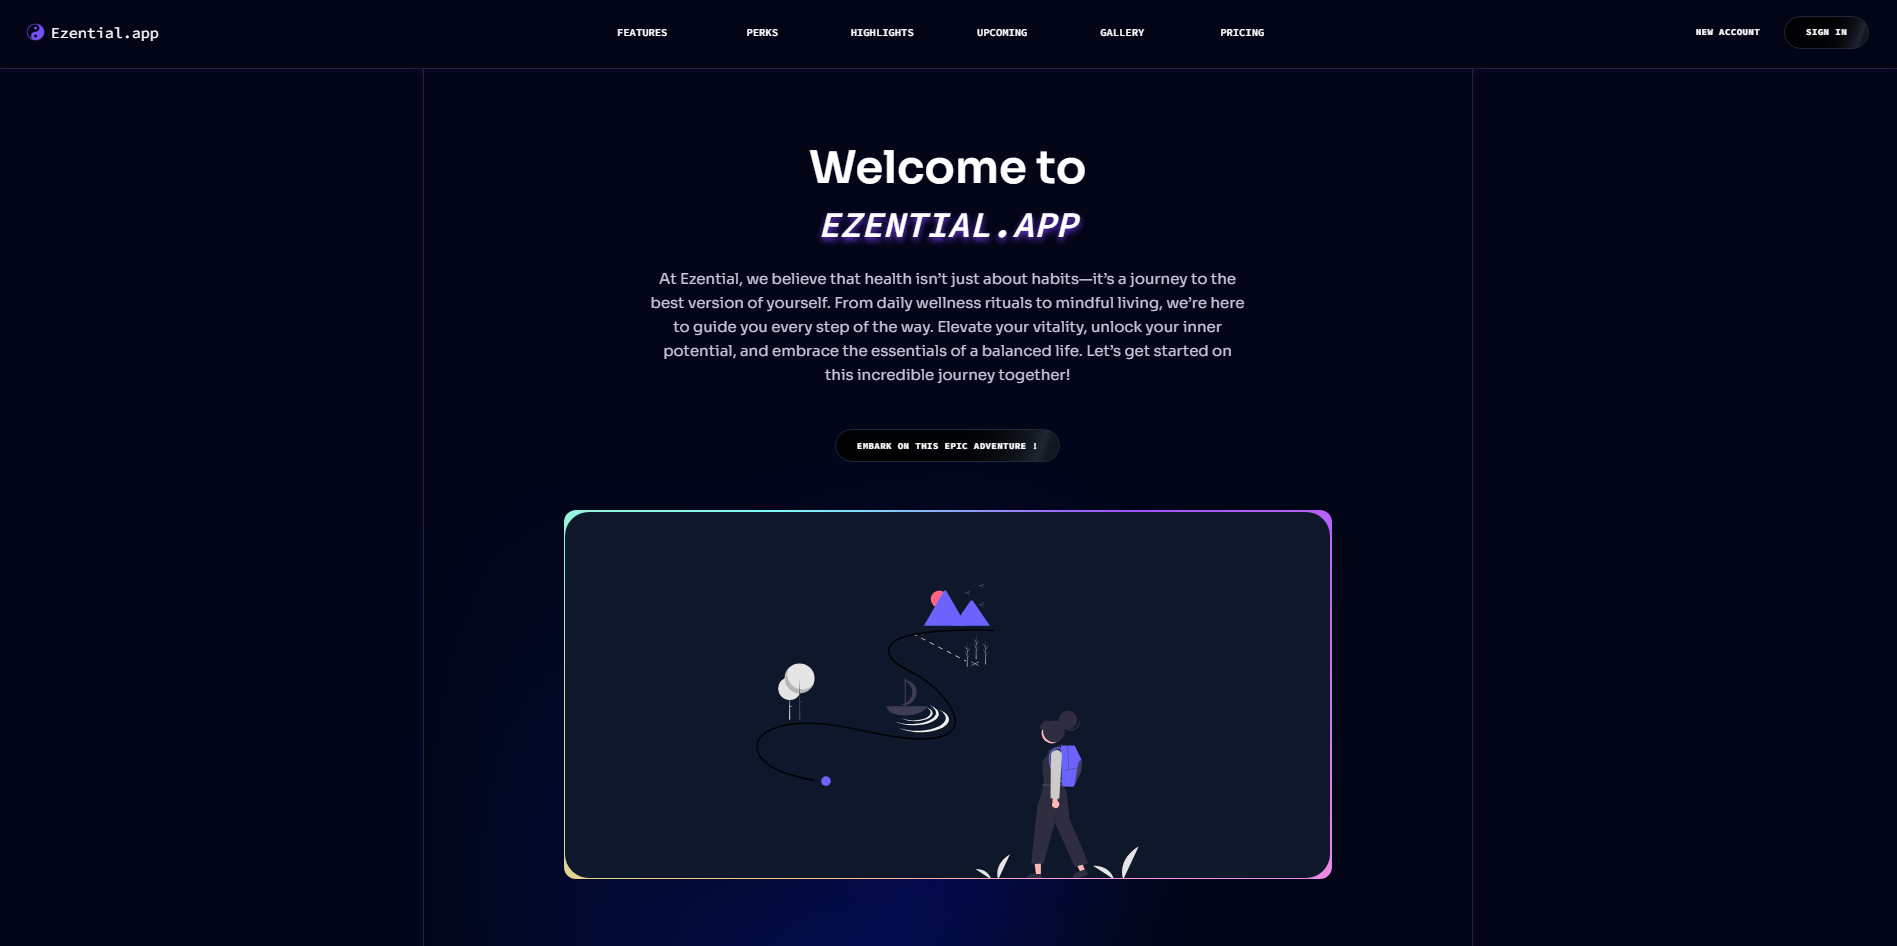 Ezential.app
FEATURES
PERKS
HIGHLIGHTS
UPCOMING
GALLERY
PRICING
NEW ACCOUNT
SIGN IN
Welcome to
EZENTIAL.APP
At Ezential, we believe that health isn’t just about habits—it’s a journey to the
best version of yourself. From daily wellness rituals to mindful living, we’re here
to guide you every step of the way. Elevate your vitality, unlock your inner
potential, and embrace the essentials of a balanced life. Let’s get started on
this incredible journey together!
EMBARK ON THIS EPIC ADVENTURE !